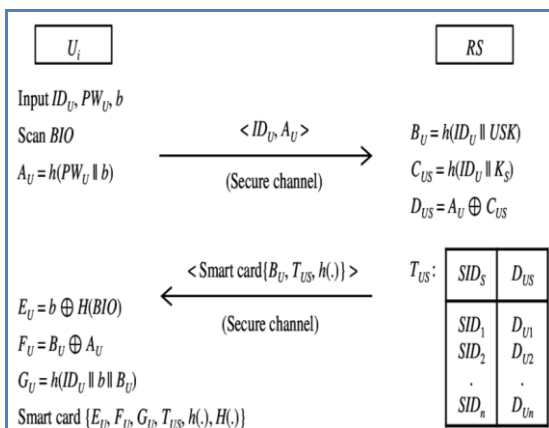 U_i
RS
Input ID_U, PW_U, b
Scan BIO
A_U = h(PW_U || b)
< ID_U, A_U >
(Secure channel)
B_U = h(ID_U || USK)
C_US = h(ID_U || K_S)
D_US = A_U ⊕ C_US
< Smart card{B_U, T_US, h(.)} >
(Secure channel)
T_US :
SID_S D_US
SID_1 D_U1
SID_2 D_U2
. .
SID_n D_Un
E_U = b ⊕ H(BIO)
F_U = B_U ⊕ A_U
G_U = h(ID_U || b || B_U)
Smart card {E_U, F_U, G_U, T_US, h(.), H(.)}